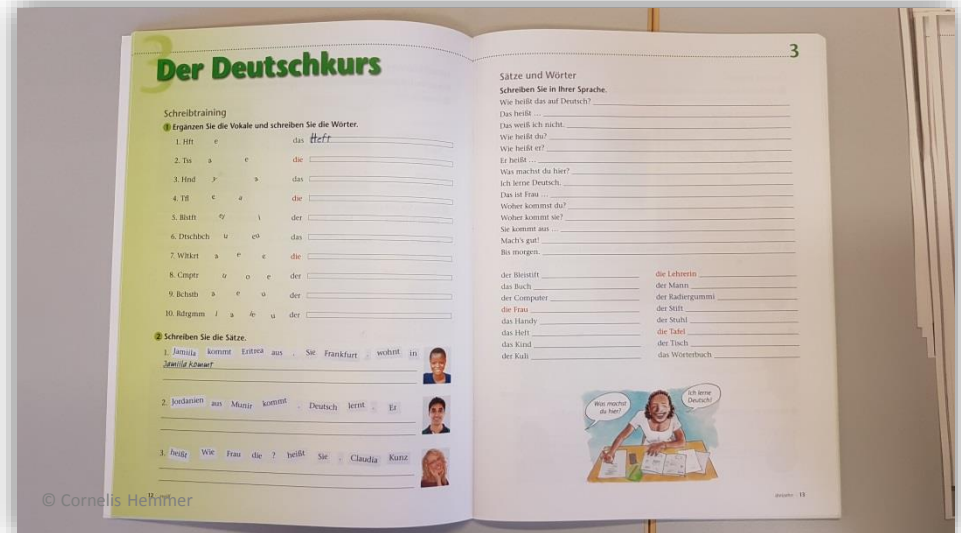 3
Der Deutschkurs
Schreibtraining
1 Ergänzen Sie die Vokale und schreiben Sie die Wörter.
1. Hft e das Heft
2. Tss a e die
3. Hnd y a das
4. Tfl e a die
5. Blstft ei i der
6. Dtschbch u eu das
7. Wltkrt a e e die
8. Cmptr u o e der
9. Bchstb a e u der
10. Rdrgmm i a ie u der
2 Schreiben Sie die Sätze.
1. Jamila kommt Eritrea aus . Sie Frankfurt . wohnt in
Jamila kommt
2. Jordanien aus Munir kommt . Deutsch lernt . Er
3. heißt Wie Frau die ? heißt Sie . Claudia Kunz
12
© Cornelis Hemmer
3
Sätze und Wörter
Schreiben Sie in Ihrer Sprache.
Wie heißt das auf Deutsch?
Das heißt …
Das weiß ich nicht.
Wie heißt du?
Wie heißt er?
Er heißt …
Was machst du hier?
Ich lerne Deutsch.
Das ist Frau …
Woher kommst du?
Woher kommt sie?
Sie kommt aus …
Mach's gut!
Bis morgen.
der Bleistift
das Buch
der Computer
die Frau
das Handy
das Heft
das Kind
der Kuli
die Lehrerin
der Mann
der Radiergummi
der Stift
der Stuhl
die Tafel
der Tisch
das Wörterbuch
Was machst
du hier?
Ich lerne
Deutsch!
13